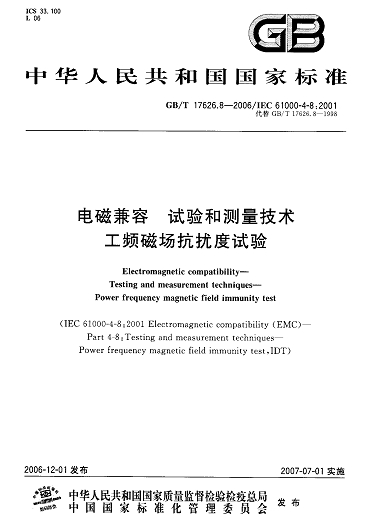 ICS 33.100
L 06
GB
中华人民共和国国家标准
GB/T 17626.8—2006/IEC 61000-4-8:2001
代替 GB/T 17626.8—1998
电磁兼容 试验和测量技术
工频磁场抗扰度试验
Electromagnetic compatibility—
Testing and measurement techniques—
Power frequency magnetic field immunity test
(IEC 61000-4-8:2001 Electromagnetic compatibility (EMC)—
Part 4-8:Testing and measurement techniques—
Power frequency magnetic field immunity test,IDT)
2006-12-01 发布
2007-07-01 实施
中华人民共和国国家质量监督检验检疫总局
中国国家标准化管理委员会
发布